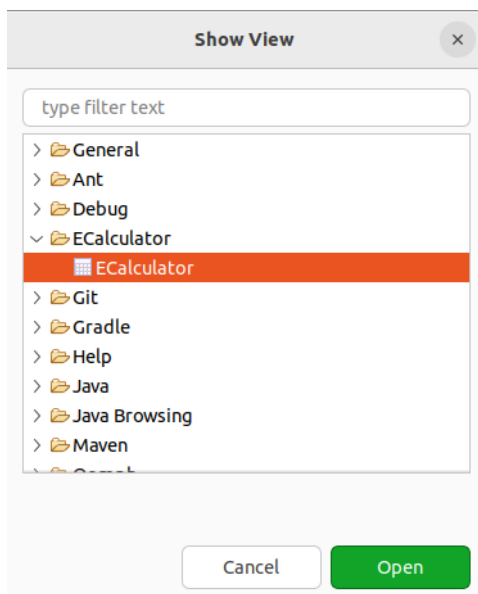 Show View
type filter text
General
Ant
Debug
ECalculator
ECalculator
Git
Gradle
Help
Java
Java Browsing
Maven
Cancel Open